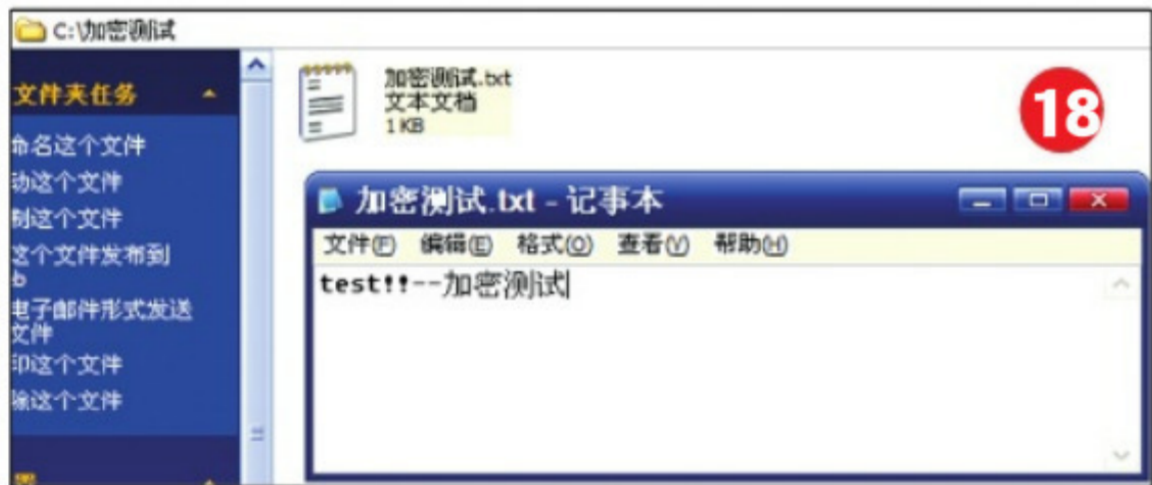 C:\加密测试
文件夹任务
命名这个文件
动这个文件
制这个文件
这个文件发布到
b
电子邮件形式发送
文件
印这个文件
除这个文件
加密测试.txt
文本文档
1 KB
18
加密测试.txt - 记事本
文件(F) 编辑(E) 格式(O) 查看(V) 帮助(H)
test!!--加密测试